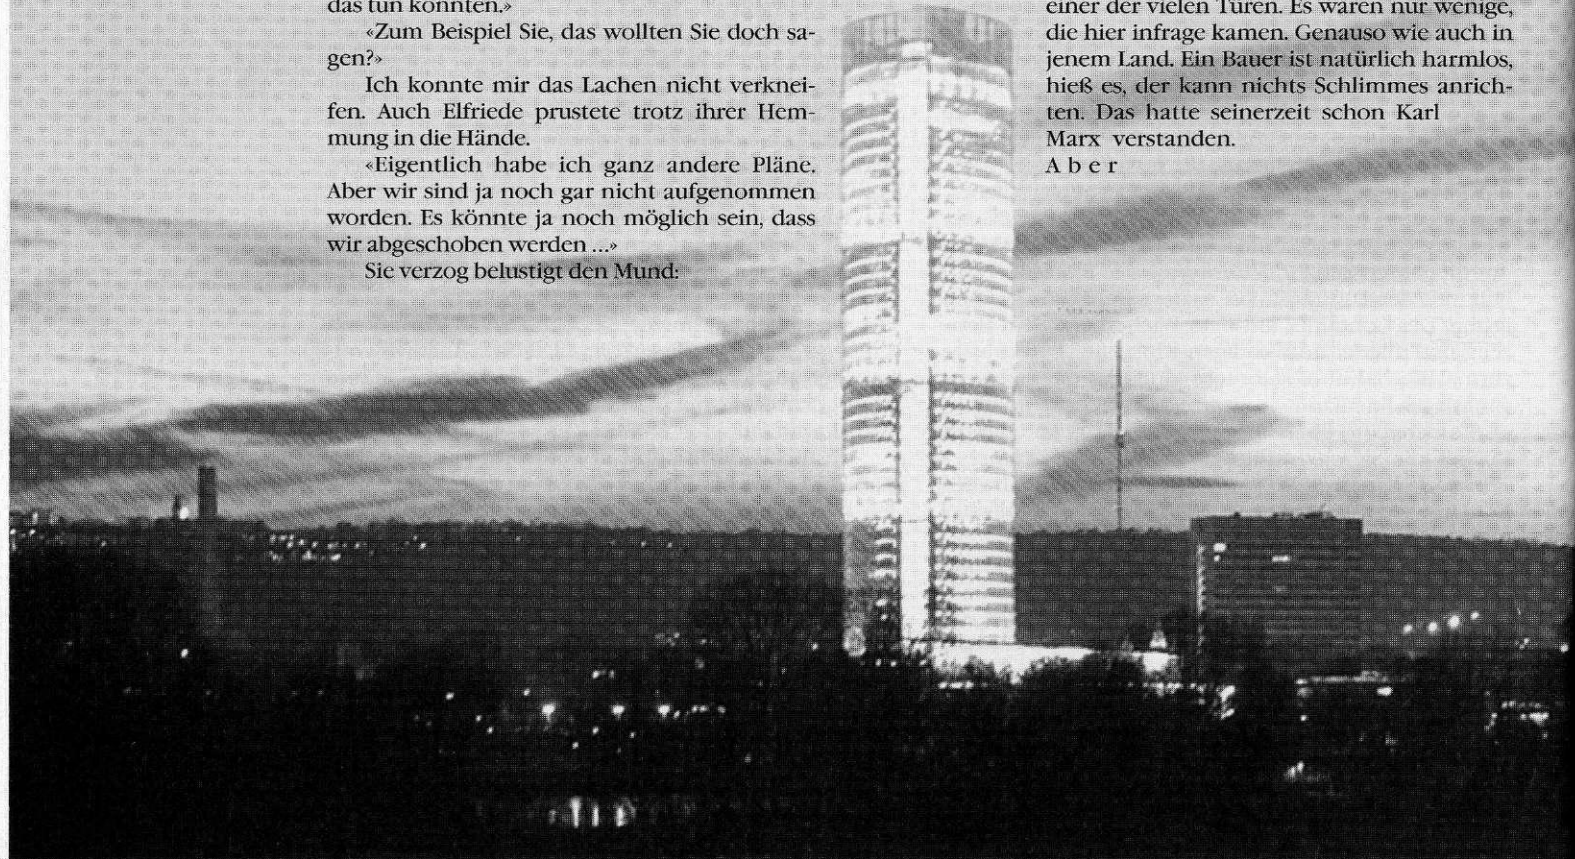 das tun könnten.»
«Zum Beispiel Sie, das wollten Sie doch sa-
gen?»
Ich konnte mir das Lachen nicht verknei-
fen. Auch Elfriede prustete trotz ihrer Hem-
mung in die Hände.
«Eigentlich habe ich ganz andere Pläne.
Aber wir sind ja noch gar nicht aufgenommen
worden. Es könnte ja noch möglich sein, dass
wir abgeschoben werden ...»
Sie verzog belustigt den Mund:
einer der vielen Türen. Es waren nur wenige,
die hier infrage kamen. Genauso wie auch in
jenem Land. Ein Bauer ist natürlich harmlos,
hieß es, der kann nichts Schlimmes anrich-
ten. Das hatte seinerzeit schon Karl
Marx verstanden.
A b e r